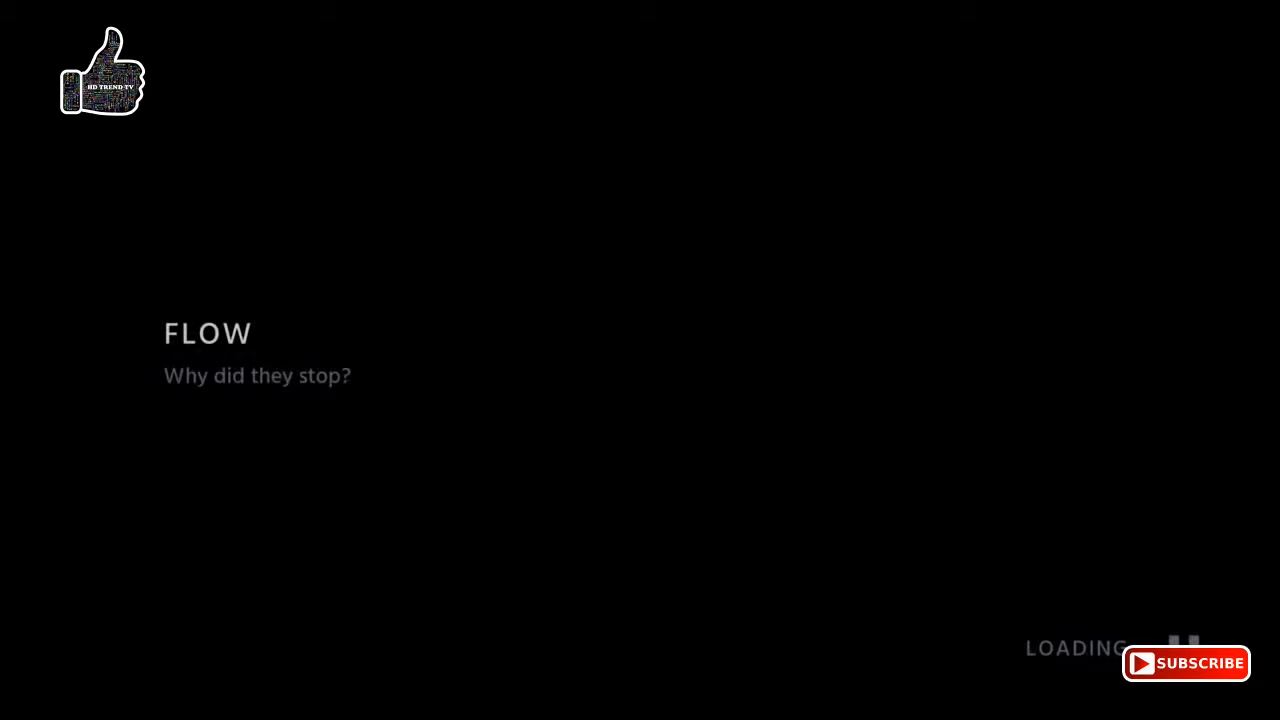 HD TREND TV
FLOW
Why did they stop?
LOADING
SUBSCRIBE